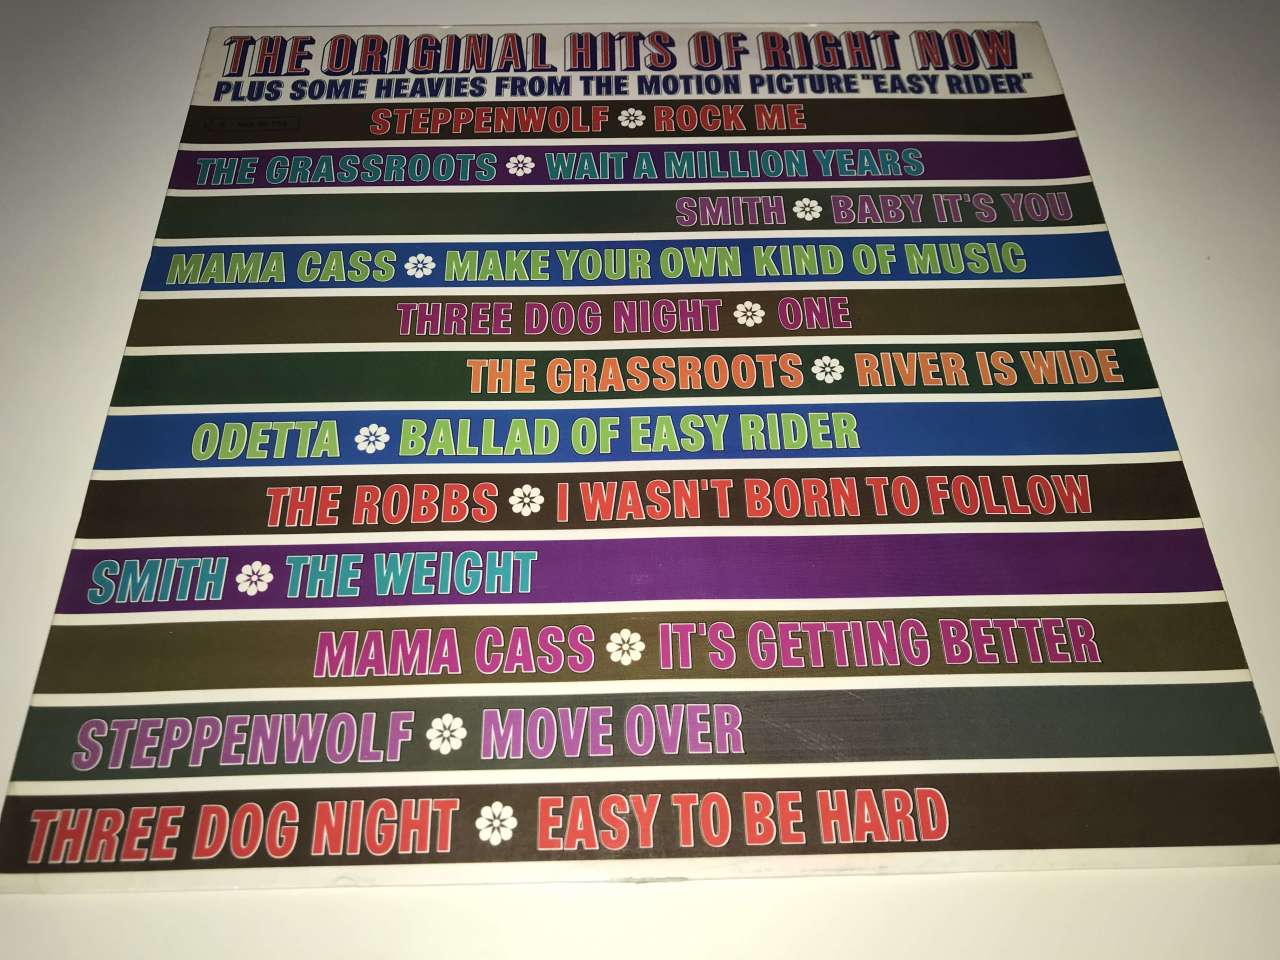 THE ORIGINAL HITS OF RIGHT NOW
PLUS SOME HEAVIES FROM THE MOTION PICTURE "EASY RIDER"
STEPPENWOLF ROCK ME
THE GRASSROOTS WAIT A MILLION YEARS
SMITH BABY IT'S YOU
MAMA CASS MAKE YOUR OWN KIND OF MUSIC
THREE DOG NIGHT ONE
THE GRASSROOTS RIVER IS WIDE
ODETTA BALLAD OF EASY RIDER
THE ROBBS I WASN'T BORN TO FOLLOW
SMITH THE WEIGHT
MAMA CASS IT'S GETTING BETTER
STEPPENWOLF MOVE OVER
THREE DOG NIGHT EASY TO BE HARD